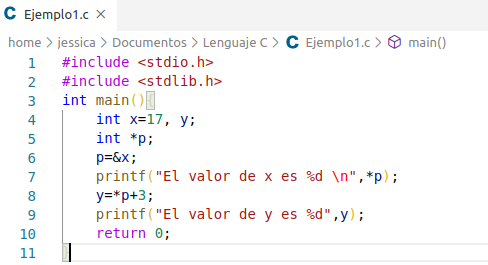 C Ejemplo1.c ×
home › jessica › Documentos › Lenguaje C › C Ejemplo1.c › main()
1 #include <stdio.h>
2 #include <stdlib.h>
3 int main(){
4     int x=17, y;
5     int *p;
6     p=&x;
7     printf("El valor de x es %d \n",*p);
8     y=*p+3;
9     printf("El valor de y es %d",y);
10     return 0;
11 }